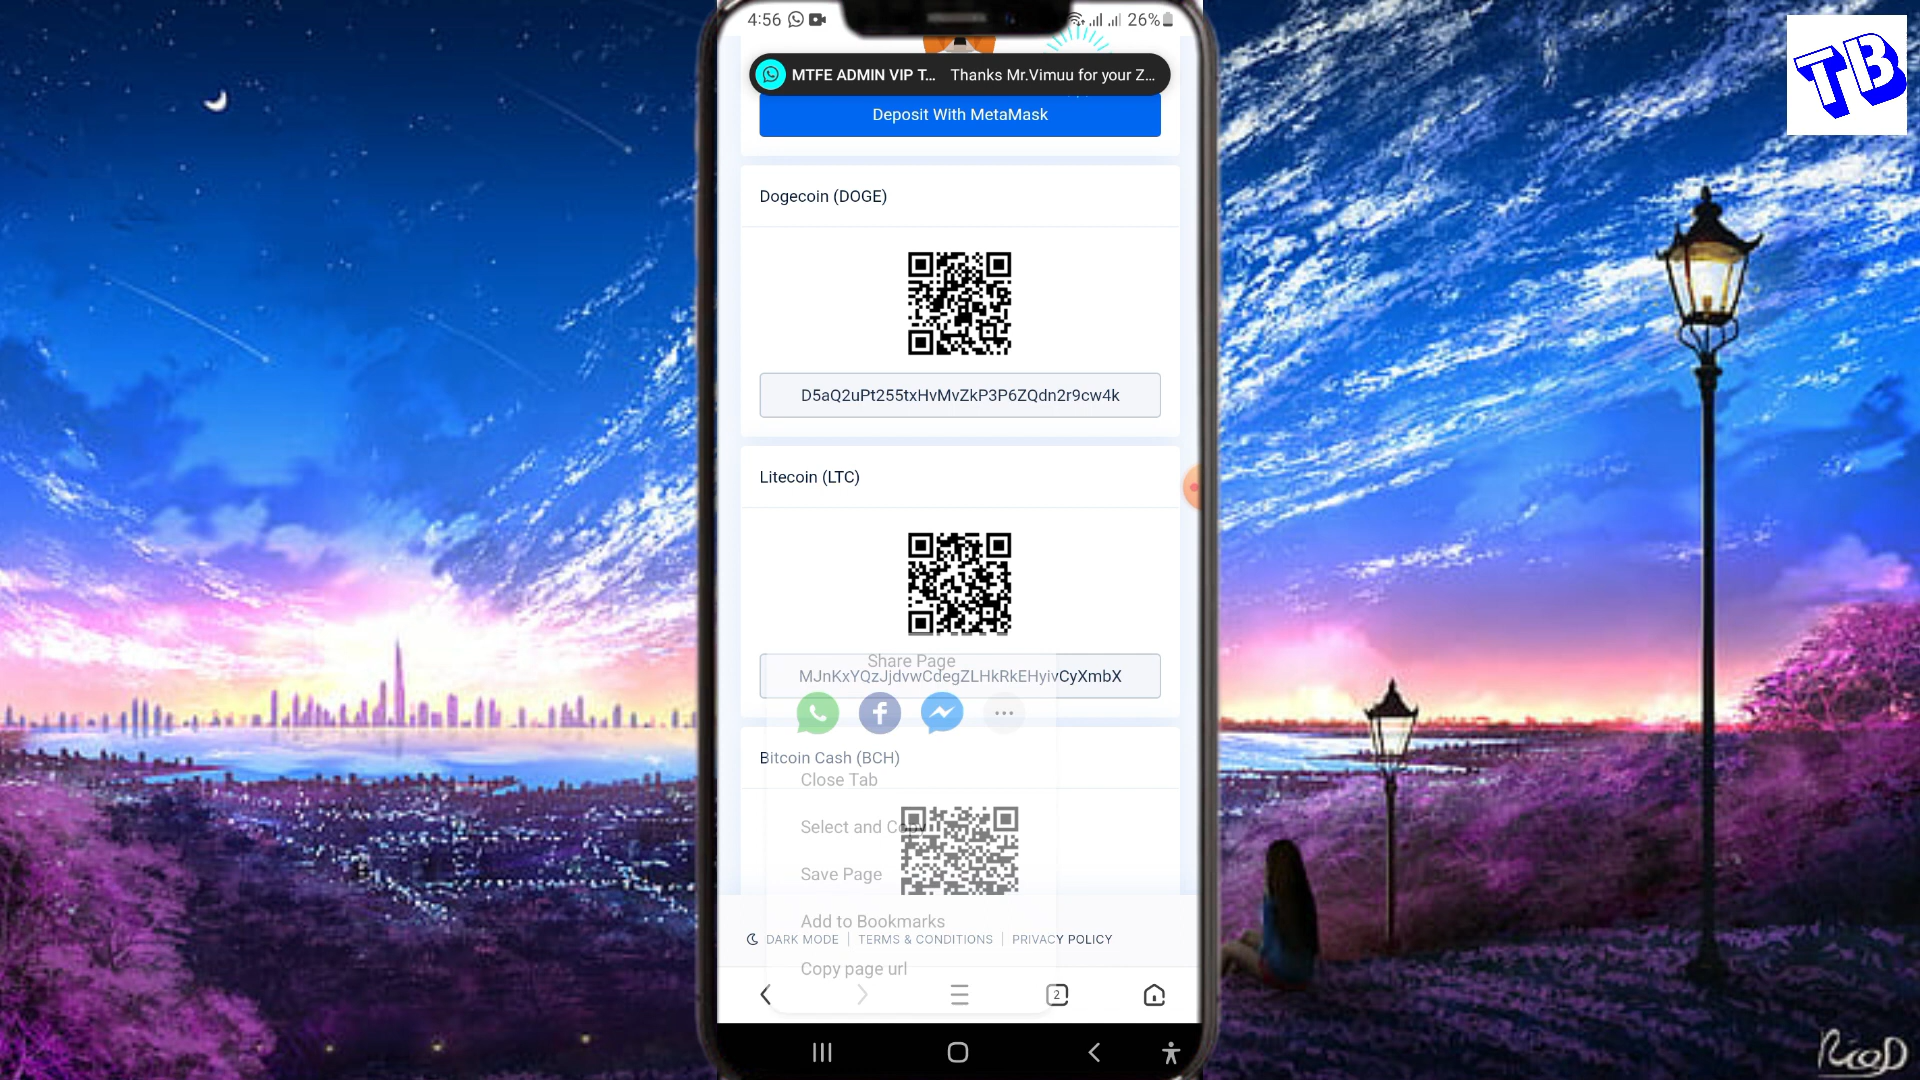 4:56 26%
MTFE ADMIN VIP T... Thanks Mr.Vimuu for your Z...
Deposit With MetaMask
Dogecoin (DOGE)
D5aQ2uPt255txHvMvZkP3P6ZQdn2r9cw4k
Litecoin (LTC)
Share Page
MJnKxYQzJjdvwCdegZLHkRkEHyivCyXmbX
Bitcoin Cash (BCH)
Close Tab
Select and Copy
Save Page
Add to Bookmarks
DARK MODE | TERMS & CONDITIONS | PRIVACY POLICY
Copy page url
2
TB